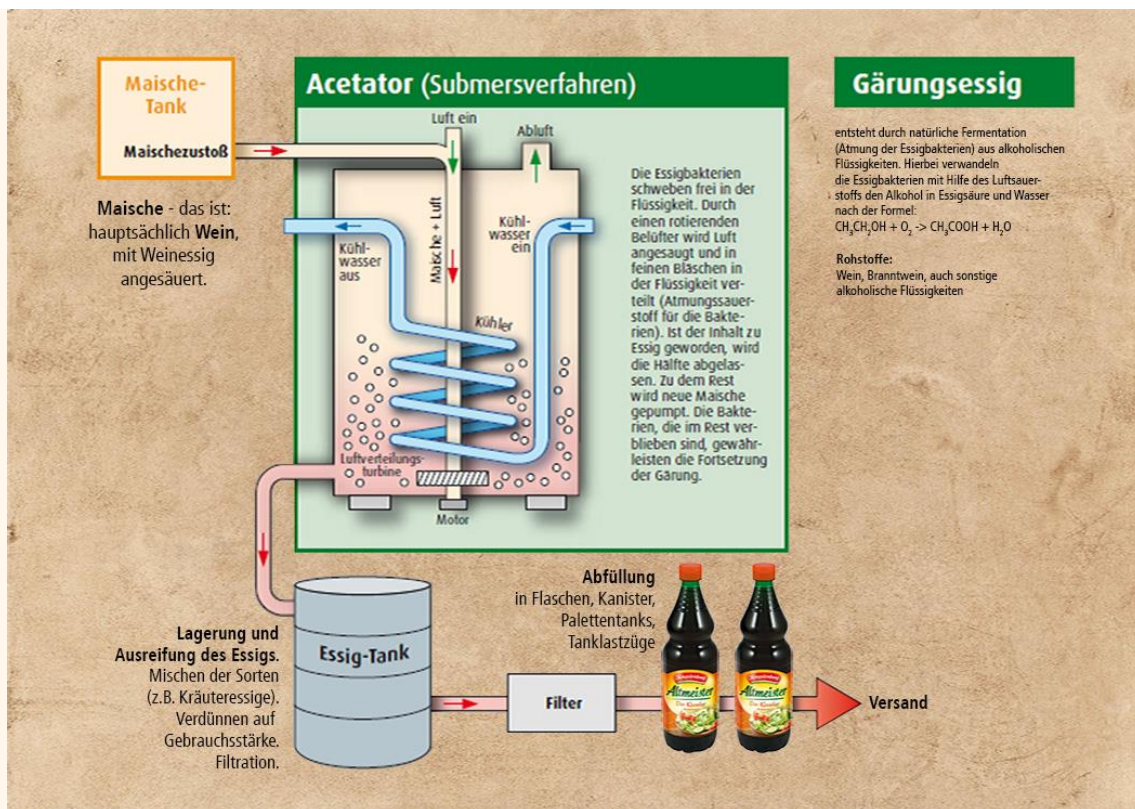 Maische-
Tank
Maischezustoß
Maische - das ist:
hauptsächlich Wein,
mit Weinessig
angesäuert.
Acetator (Submersverfahren)
Luft ein
Abluft
Maische + Luft
Kühl-
wasser
aus
Kühl-
wasser
ein
Kühler
Luftverteilungs-
turbine
Motor
Die Essigbakterien
schweben frei in der
Flüssigkeit. Durch
einen rotierenden
Belüfter wird Luft
angesaugt und in
feinen Bläschen in
der Flüssigkeit ver-
teilt (Atmungssauer-
stoff für die Bakte-
rien). Ist der Inhalt zu
Essig geworden, wird
die Hälfte abgelas-
sen. Zu dem Rest
wird neue Maische
gepumpt. Die Bakte-
rien, die im Rest ver-
blieben sind, gewähr-
leisten die Fortsetzung
der Gärung.
Gärungsessig
entsteht durch natürliche Fermentation
(Atmung der Essigbakterien) aus alkoholischen
Flüssigkeiten. Hierbei verwandeln
die Essigbakterien mit Hilfe des Luftsauer-
stoffs den Alkohol in Essigsäure und Wasser
nach der Formel:
CH₃CH₂OH + O₂ -> CH₃COOH + H₂O
Rohstoffe:
Wein, Branntwein, auch sonstige
alkoholische Flüssigkeiten
Lagerung und
Ausreifung des Essigs.
Mischen der Sorten
(z.B. Kräuteressige).
Verdünnen auf
Gebrauchsstärke.
Filtration.
Essig-Tank
Filter
Abfüllung
in Flaschen, Kanister,
Palettentanks,
Tanklastzüge
Altmeister
Der Klassiker
Altmeister
Der Klassiker
Versand